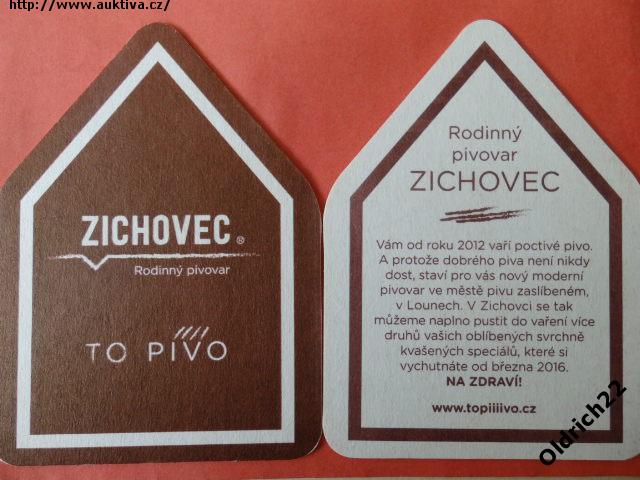 http://www.auktiva.cz/
ZICHOVEC®
Rodinný pivovar
TO PIVO
Rodinný
pivovar
ZICHOVEC
Vám od roku 2012 vaří poctivé pivo.
A protože dobrého piva není nikdy
dost, staví pro vás nový moderní
pivovar ve městě pivu zaslíbeném,
v Lounech. V Zichovci se tak
můžeme naplno pustit do vaření více
druhů vašich oblíbených svrchně
kvašených speciálů, které si
vychutnáte od března 2016.
NA ZDRAVÍ!
www.topiiiivo.cz
Oldrich22